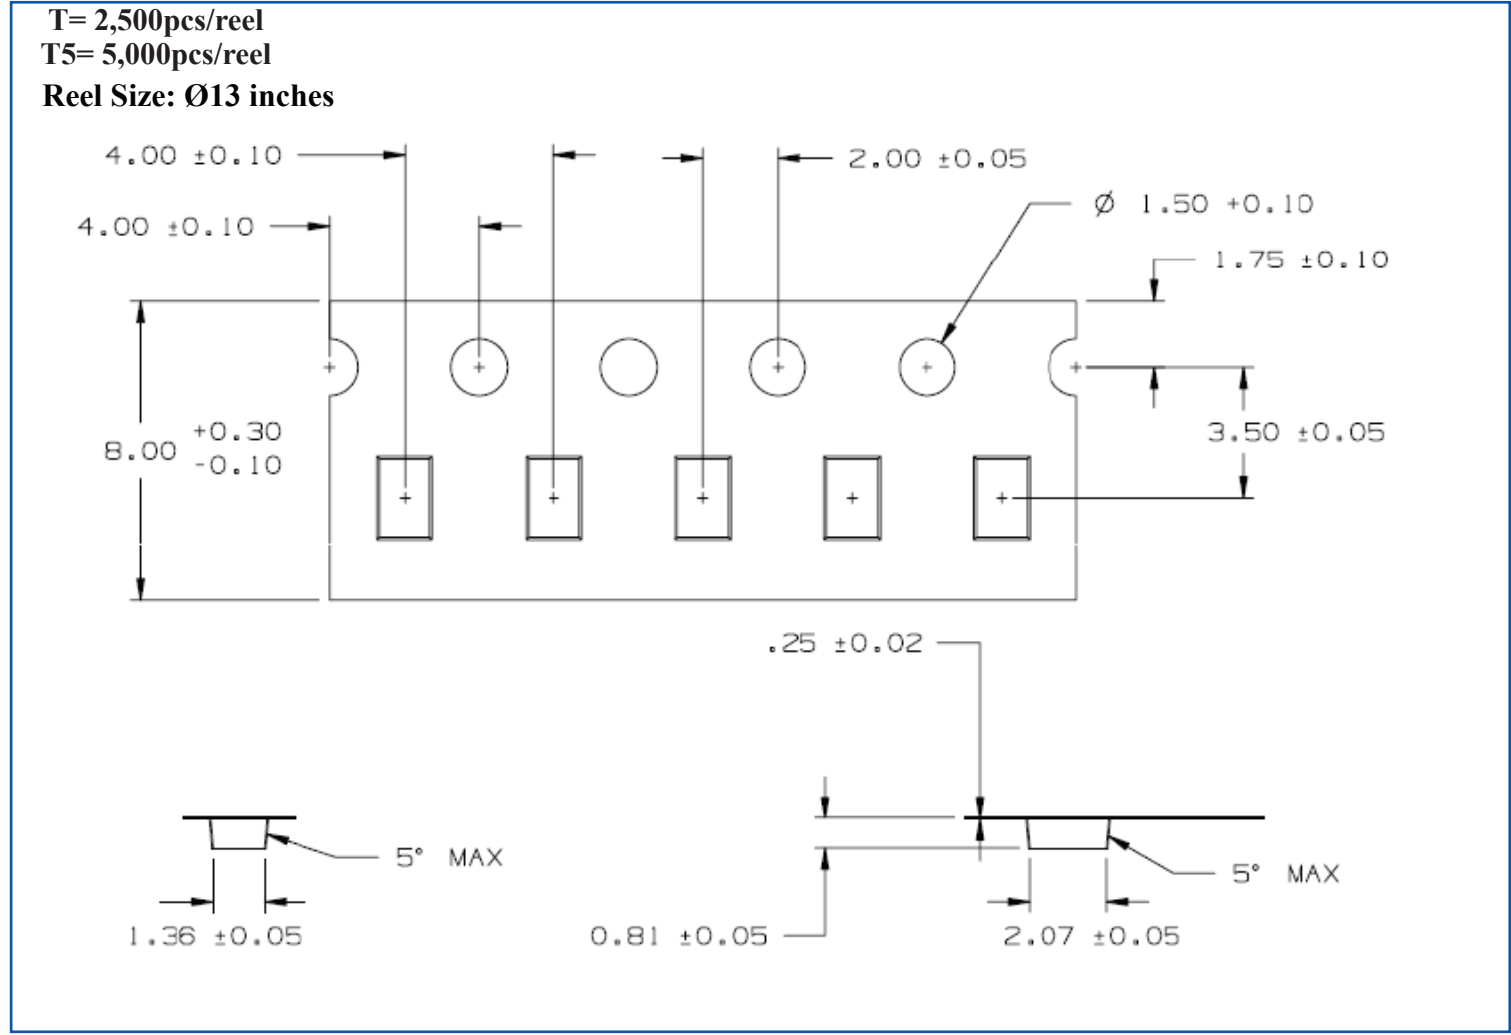 T= 2,500pcs/reel
T5= 5,000pcs/reel
Reel Size: Ø13 inches
4.00 ±0.10
2.00 ±0.05
4.00 ±0.10
Ø 1.50 +0.10
1.75 ±0.10
8.00 +0.30 -0.10
3.50 ±0.05
.25 ±0.02
5° MAX
5° MAX
1.36 ±0.05
0.81 ±0.05
2.07 ±0.05